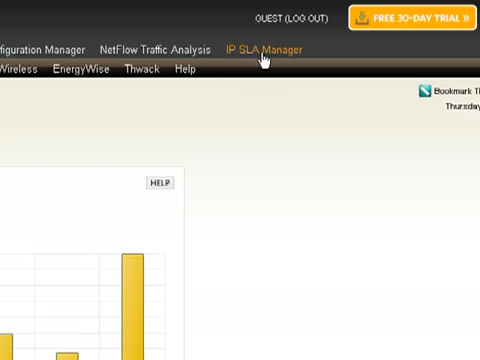 GUEST (LOG OUT)
FREE 30-DAY TRIAL »
figuration Manager NetFlow Traffic Analysis IP SLA Manager
Wireless EnergyWise Thwack Help
Bookmark
Thursday
HELP